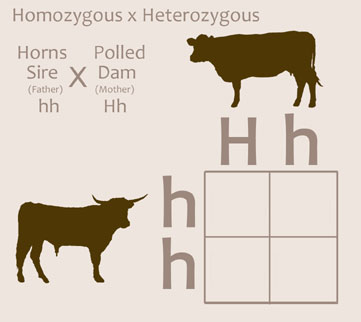 Homozygous x Heterozygous
Horns Polled
Sire X Dam
(Father) (Mother)
hh Hh
H h
h
h